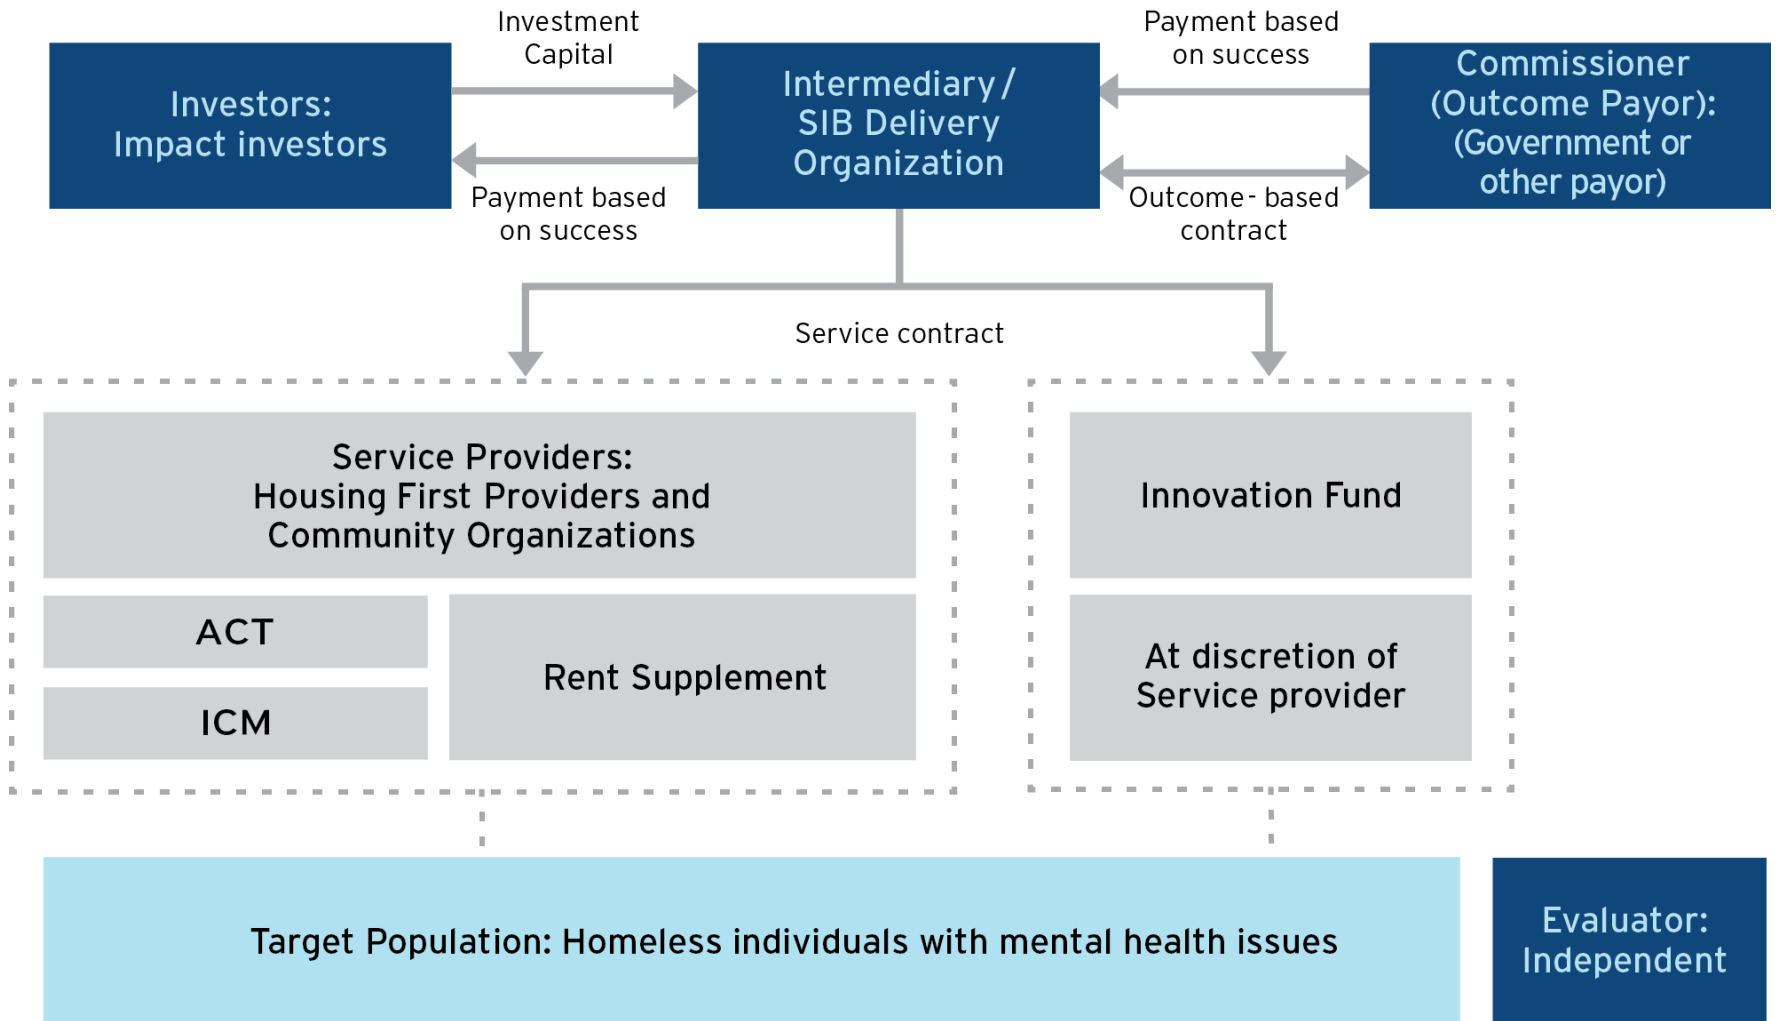 Investment
Capital
Payment based
on success
Investors:
Impact investors
Intermediary/
SIB Delivery
Organization
Commissioner
(Outcome Payor):
(Government or
other payor)
Payment based
on success
Outcome-based
contract
Service contract
Service Providers:
Housing First Providers and
Community Organizations
Innovation Fund
ACT
ICM
Rent Supplement
At discretion of
Service provider
Target Population: Homeless individuals with mental health issues
Evaluator:
Independent